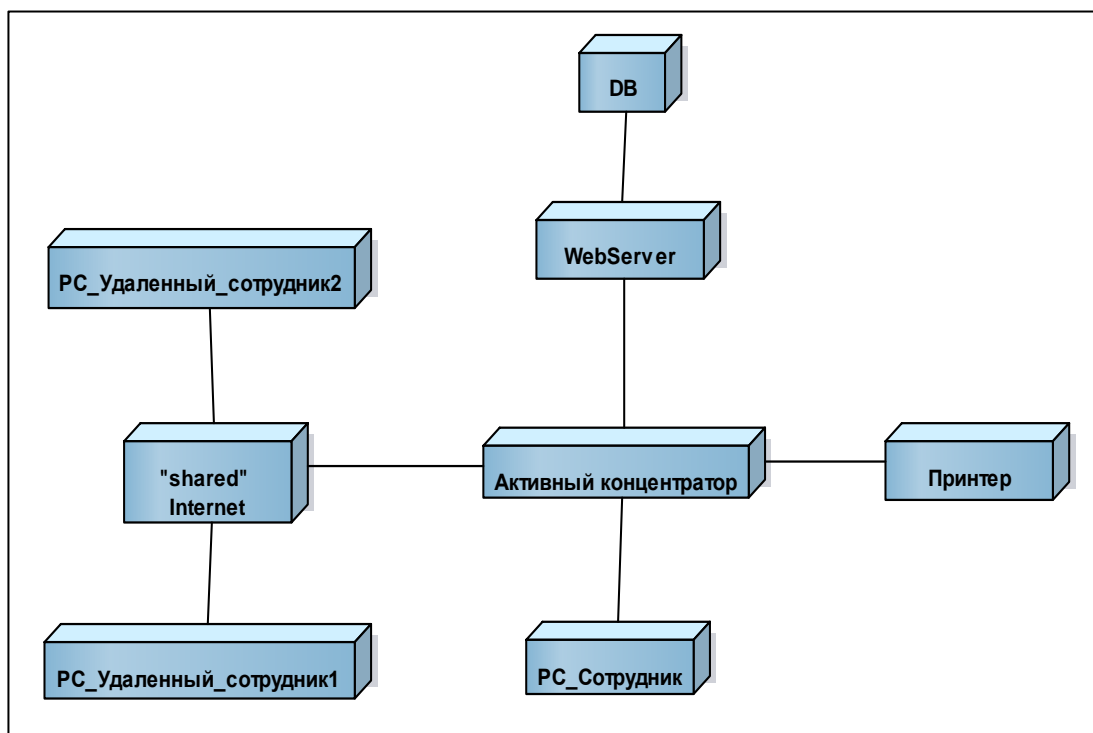 DB
WebServer
PC_Удаленный_сотрудник2
"shared"
Internet
Активный концентратор
Принтер
PC_Удаленный_сотрудник1
PC_Сотрудник